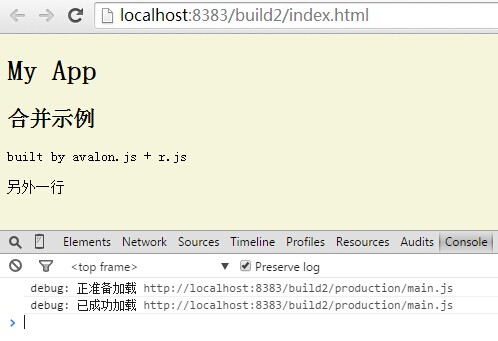 localhost:8383/build2/index.html
My App
合并示例
built by avalon.js + r.js
另外一行
Elements Network Sources Timeline Profiles Resources Audits Console
<top frame> Preserve log
debug: 正准备加载 http://localhost:8383/build2/production/main.js
debug: 已成功加载 http://localhost:8383/build2/production/main.js